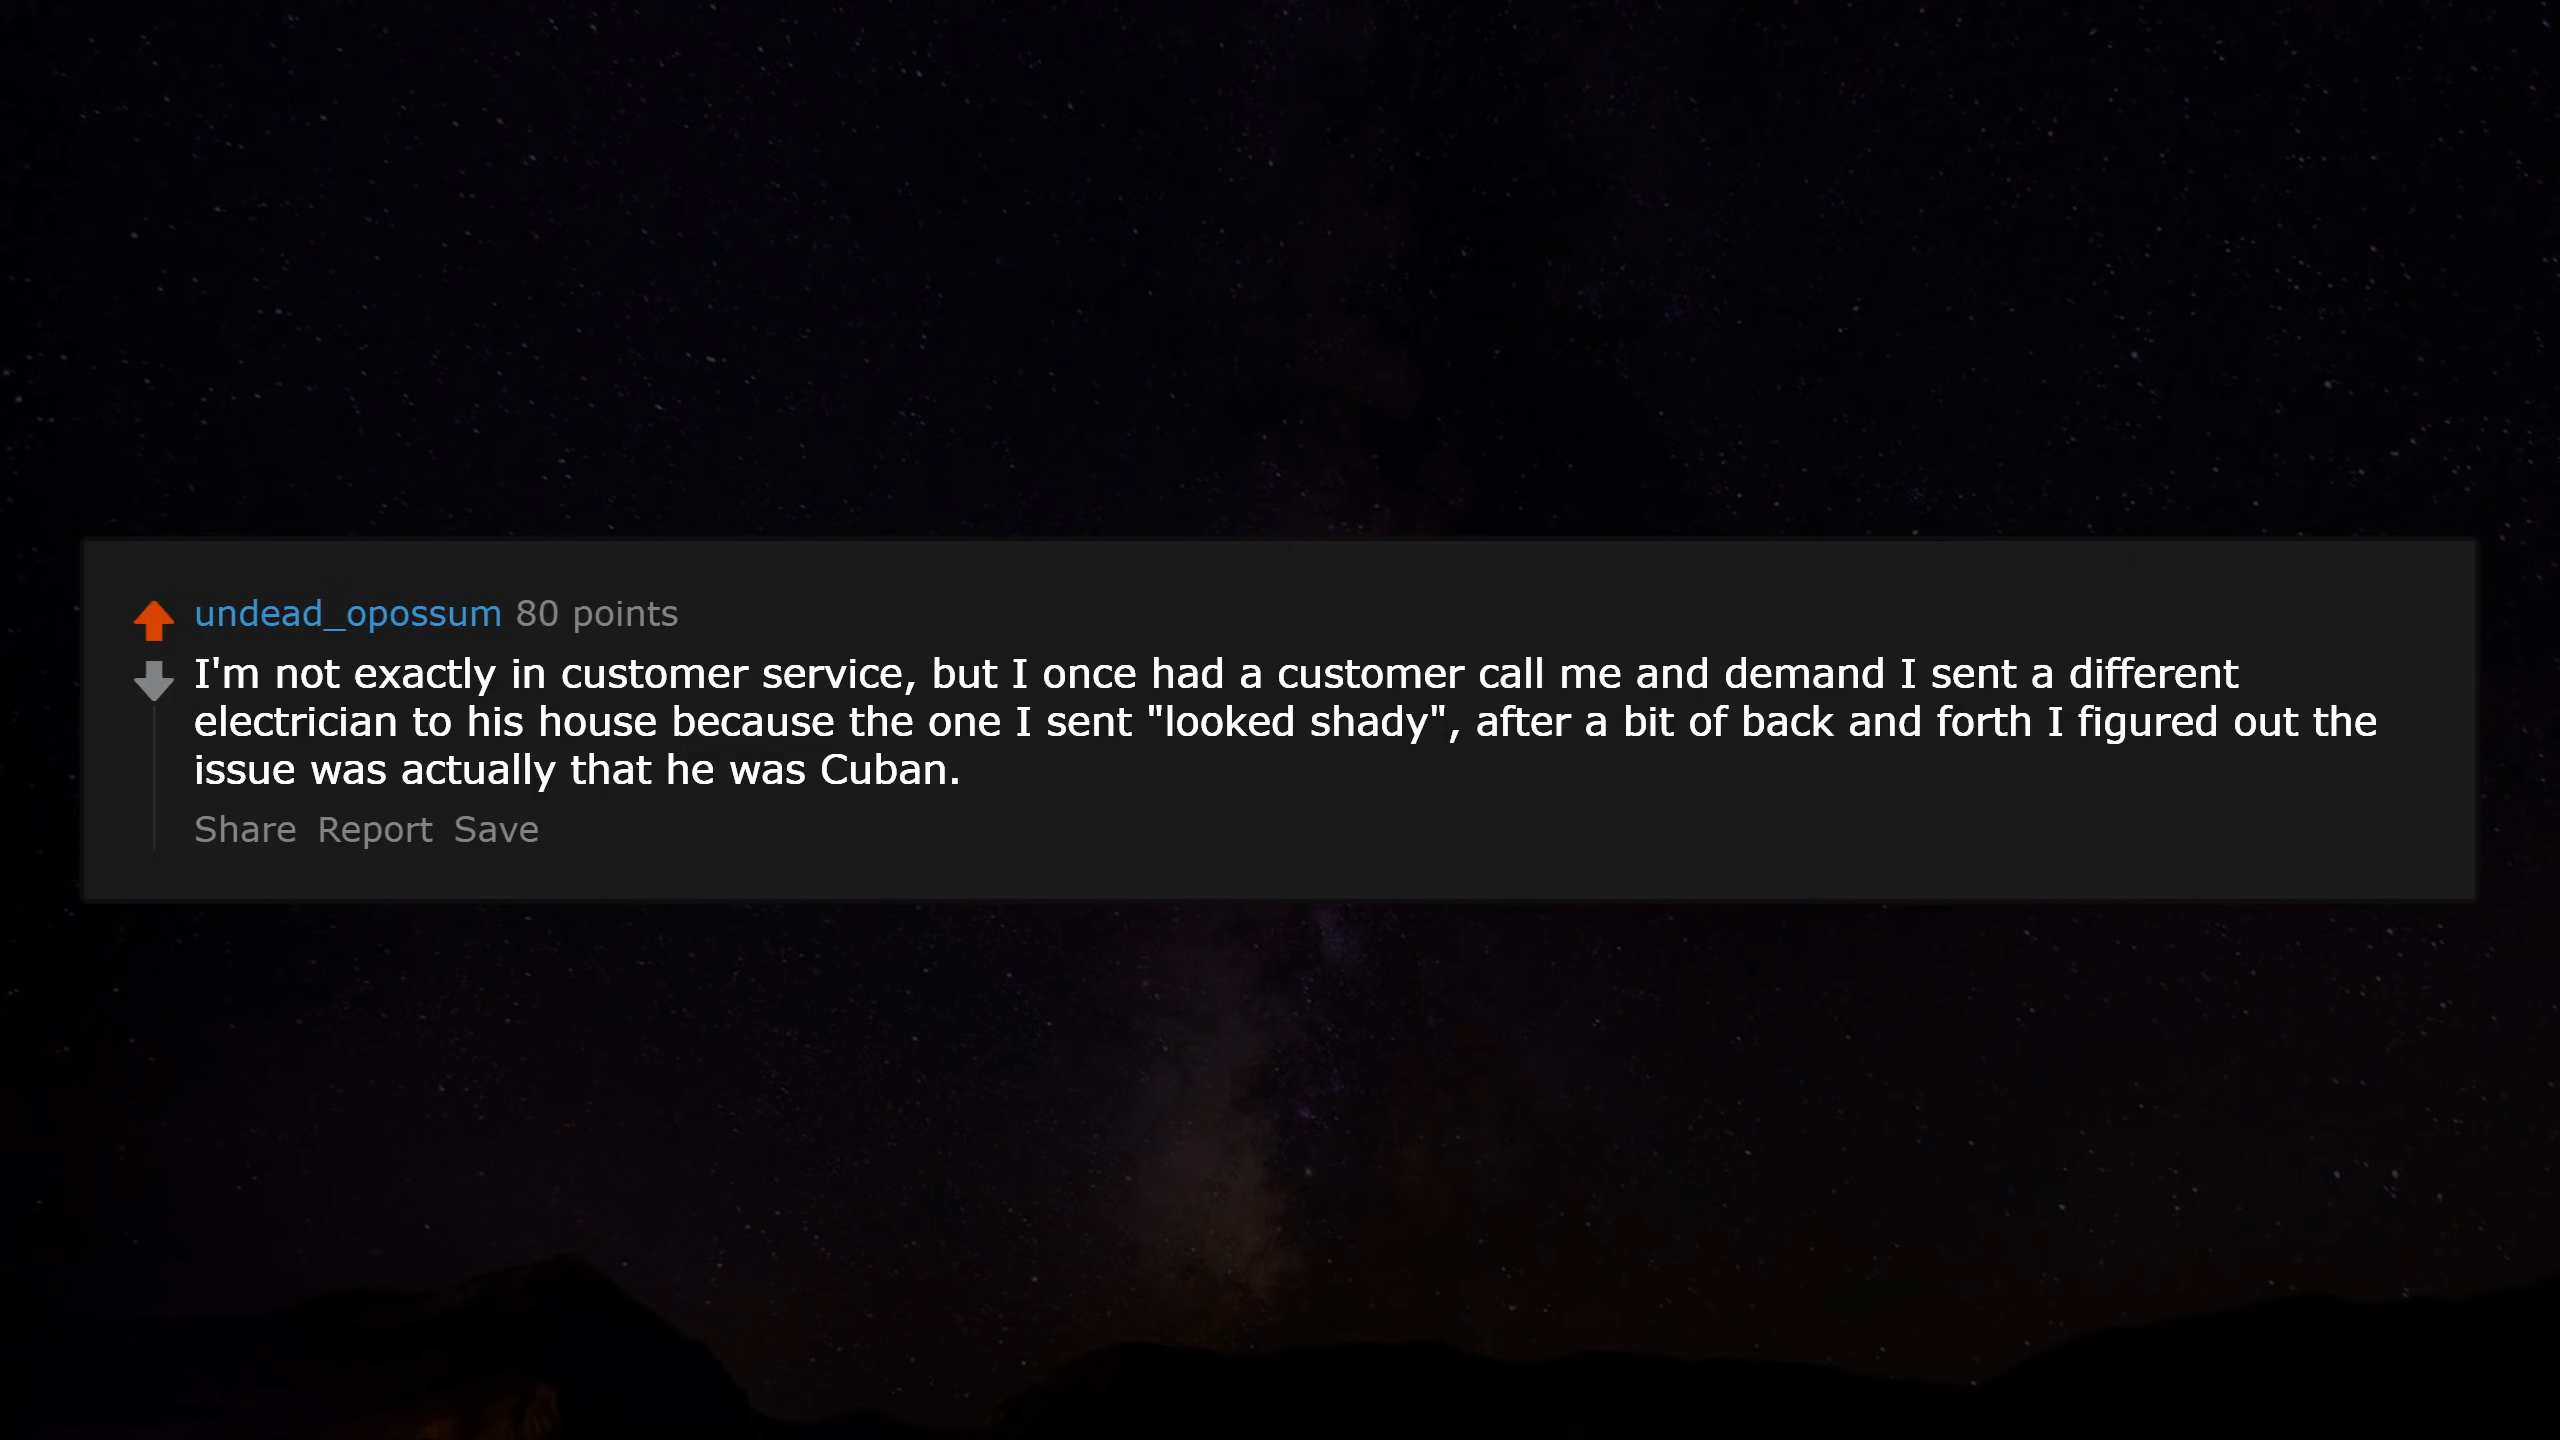 undead_opossum 80 points
I'm not exactly in customer service, but I once had a customer call me and demand I sent a different
electrician to his house because the one I sent "looked shady", after a bit of back and forth I figured out the
issue was actually that he was Cuban.
Share Report Save